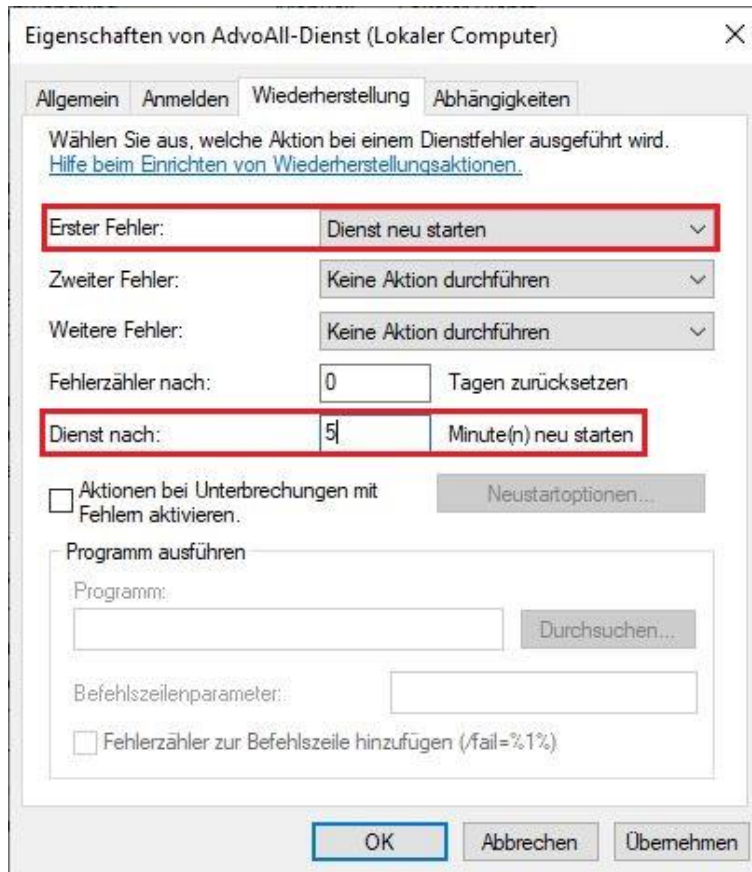 Eigenschaften von AdvoAll-Dienst (Lokaler Computer)
Allgemein Anmelden Wiederherstellung Abhängigkeiten
Wählen Sie aus, welche Aktion bei einem Dienstfehler ausgeführt wird.
Hilfe beim Einrichten von Wiederherstellungsaktionen.
Erster Fehler: Dienst neu starten
Zweiter Fehler: Keine Aktion durchführen
Weitere Fehler: Keine Aktion durchführen
Fehlerzähler nach: 0 Tagen zurücksetzen
Dienst nach: 5 Minute(n) neu starten
Aktionen bei Unterbrechungen mit
Fehlern aktivieren.
Neustartoptionen...
Programm ausführen
Programm:
Durchsuchen...
Befehlszeilenparameter:
Fehlerzähler zur Befehlszeile hinzufügen (/fail=%1%)
OK Abbrechen Übernehmen